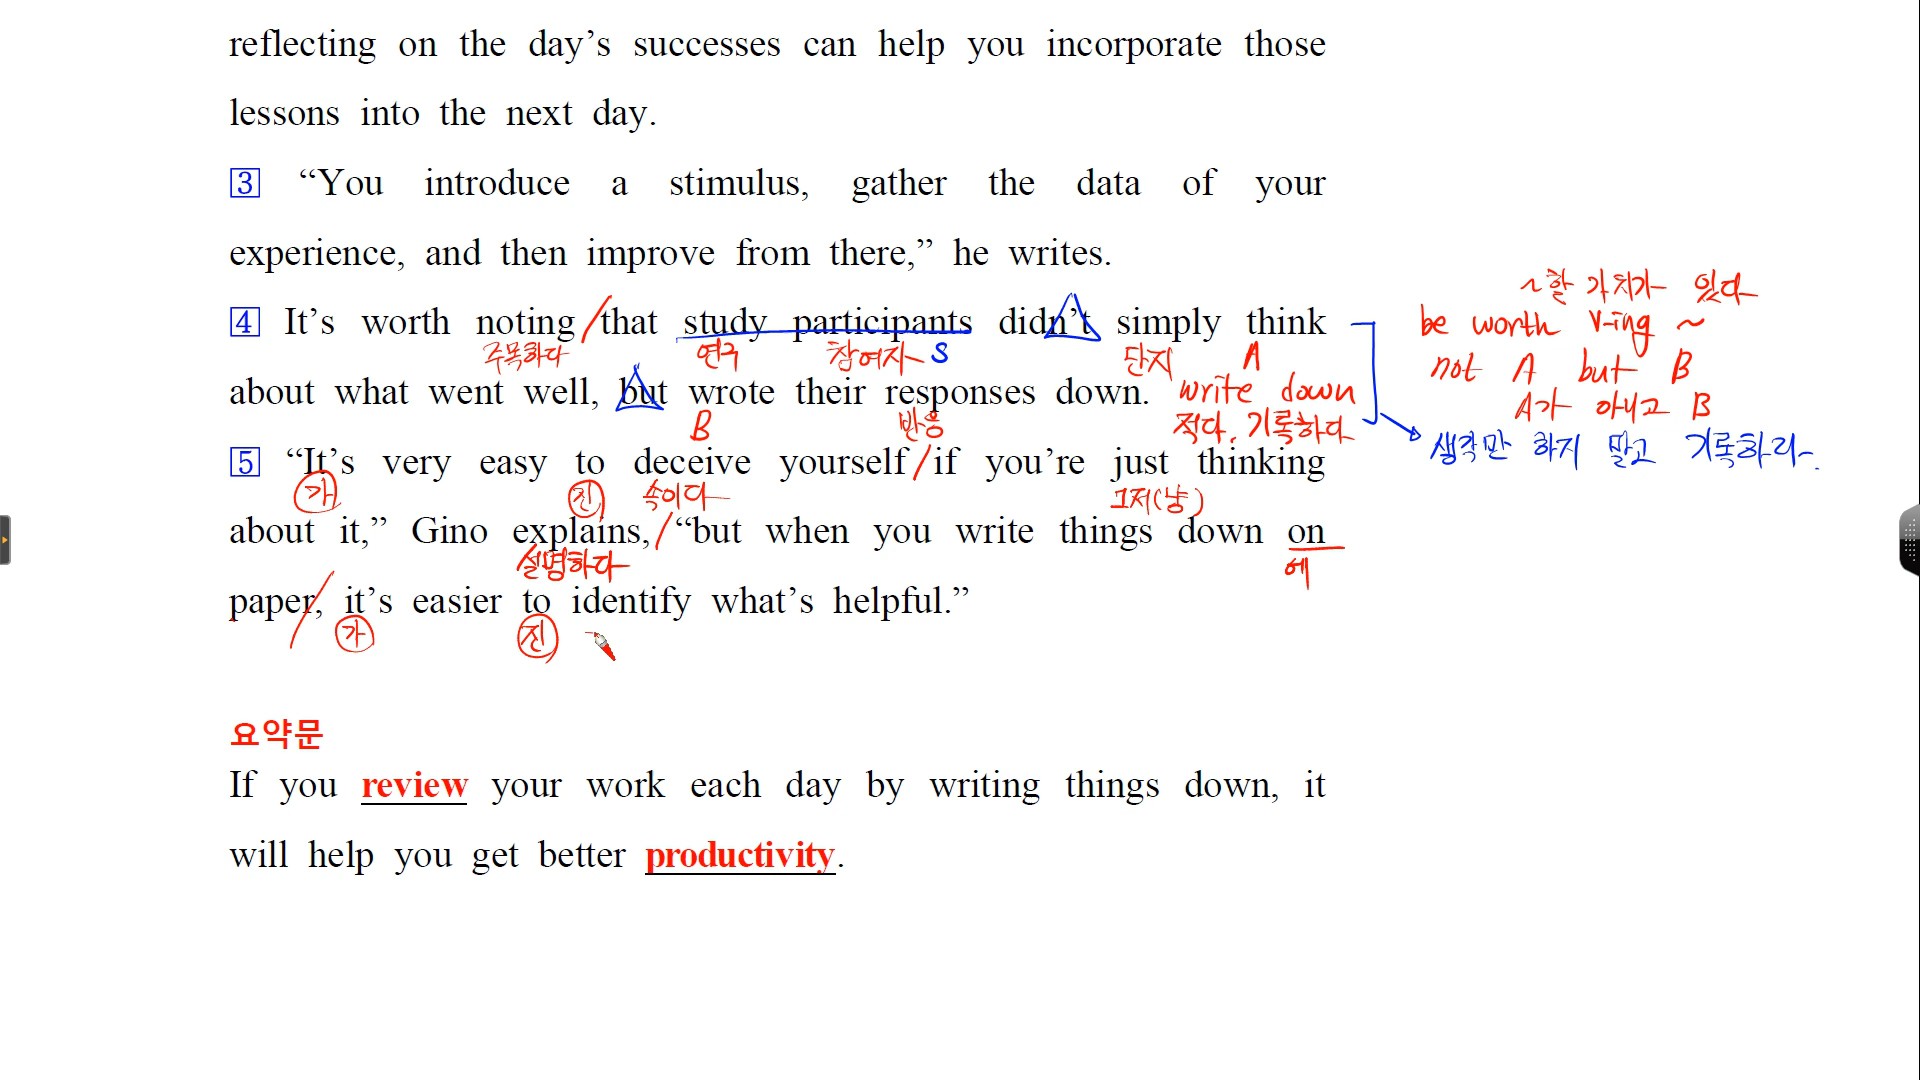 reflecting on the day’s successes can help you incorporate those
lessons into the next day.
3 “You introduce a stimulus, gather the data of your
experience, and then improve from there,” he writes.
~할 가치가 있다
4 It’s worth noting / that study participants didn’t simply think
be worth V-ing ~
주목하다 연구 참여자 S 단지 A
not A but B
about what went well, but wrote their responses down.
write down
A가 아니고 B
B 반응 적다. 기록하다
생각만 하지 말고 기록하라.
5 “It’s very easy to deceive yourself / if you’re just thinking
가 진 속이다 그저(냥)
about it,” Gino explains, / “but when you write things down on
설명하다 에
paper, / it’s easier to identify what’s helpful.”
가 진
요약문
If you review your work each day by writing things down, it
will help you get better productivity.